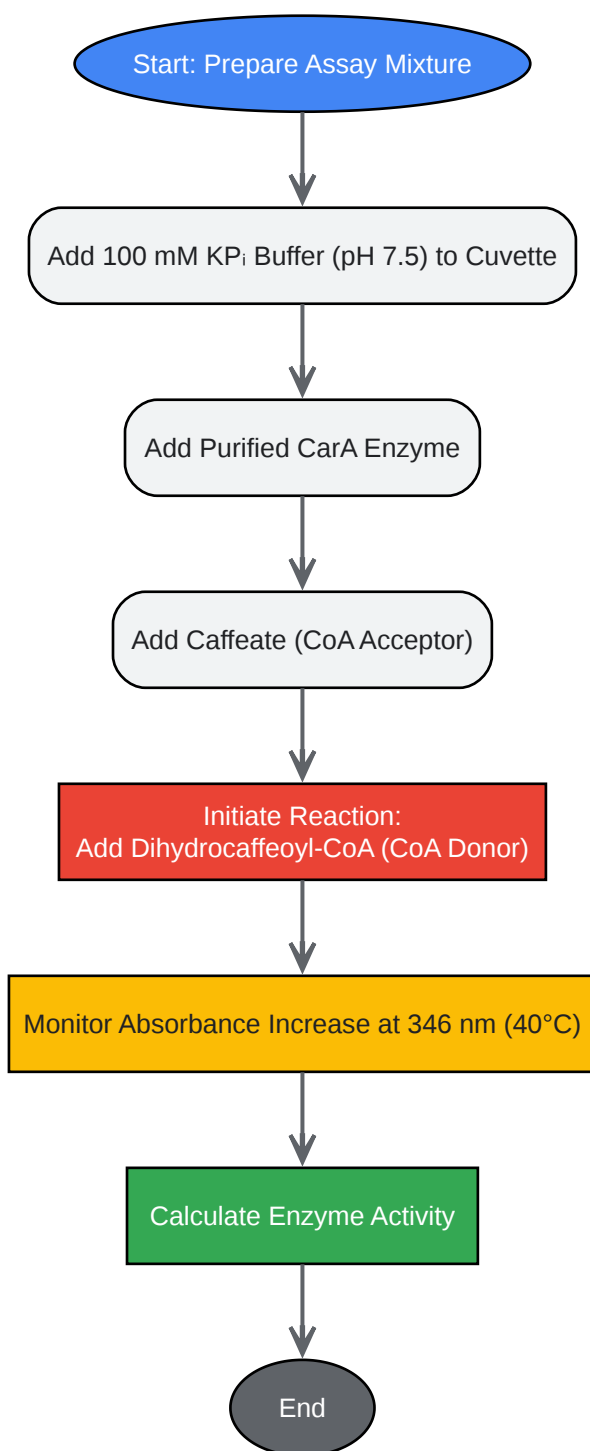 Start: Prepare Assay Mixture
Add 100 mM KPᵢ Buffer (pH 7.5) to Cuvette
Add Purified CarA Enzyme
Add Caffeate (CoA Acceptor)
Initiate Reaction:
Add Dihydrocaffeoyl-CoA (CoA Donor)
Monitor Absorbance Increase at 346 nm (40°C)
Calculate Enzyme Activity
End